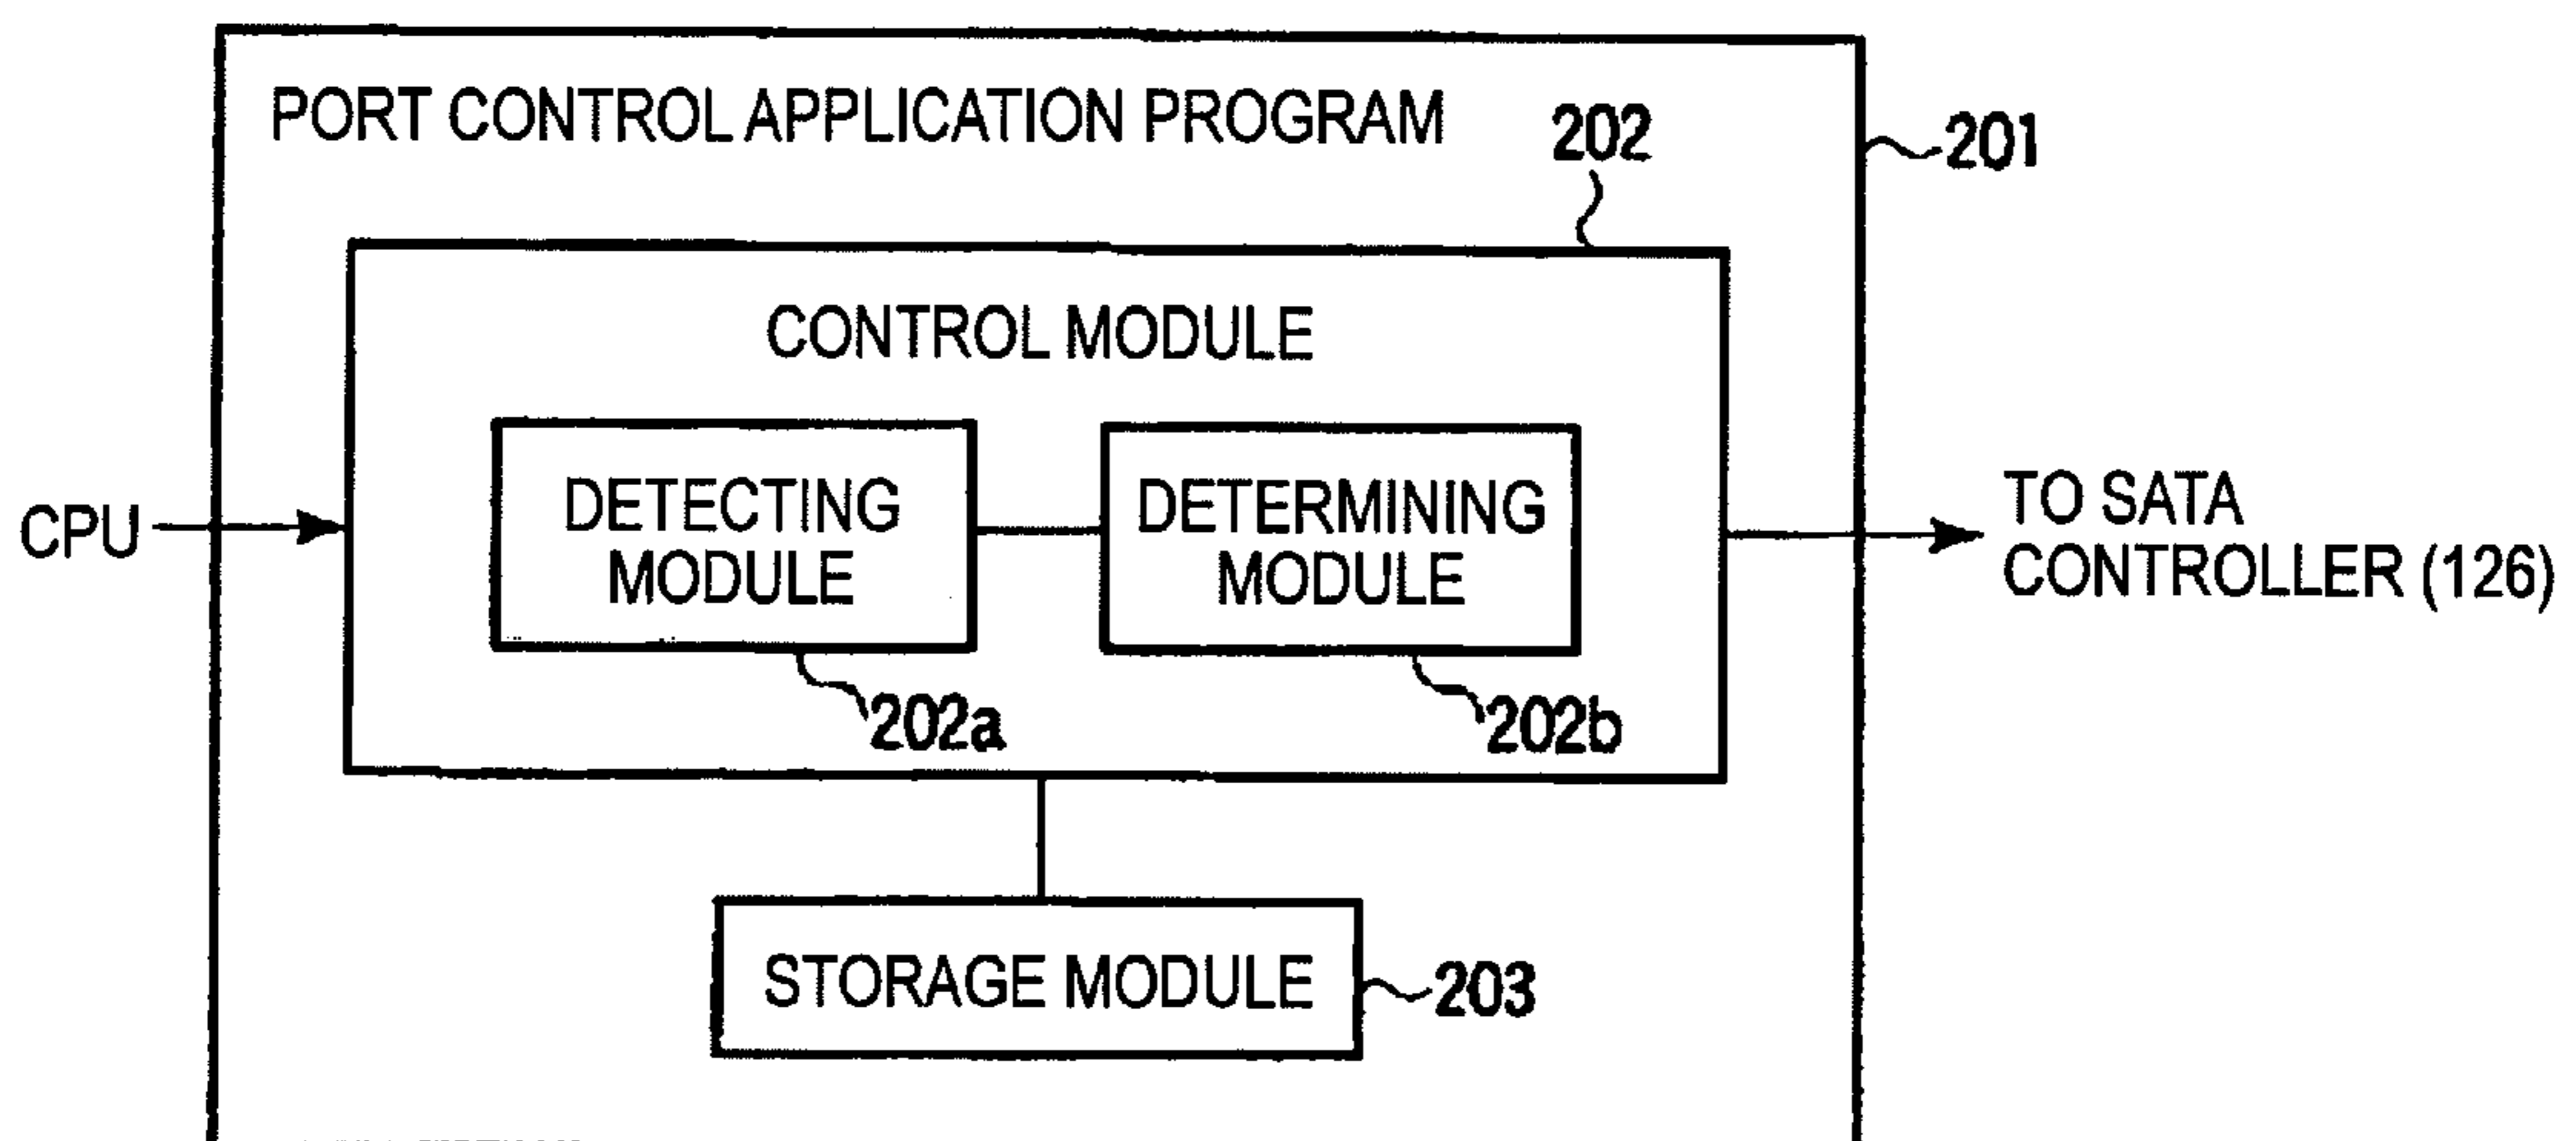 PORT CONTROL APPLICATION PROGRAM
202
201
CONTROL MODULE
CPU
DETECTING
MODULE
DETERMINING
MODULE
TO SATA
CONTROLLER (126)
202a
202b
STORAGE MODULE
203